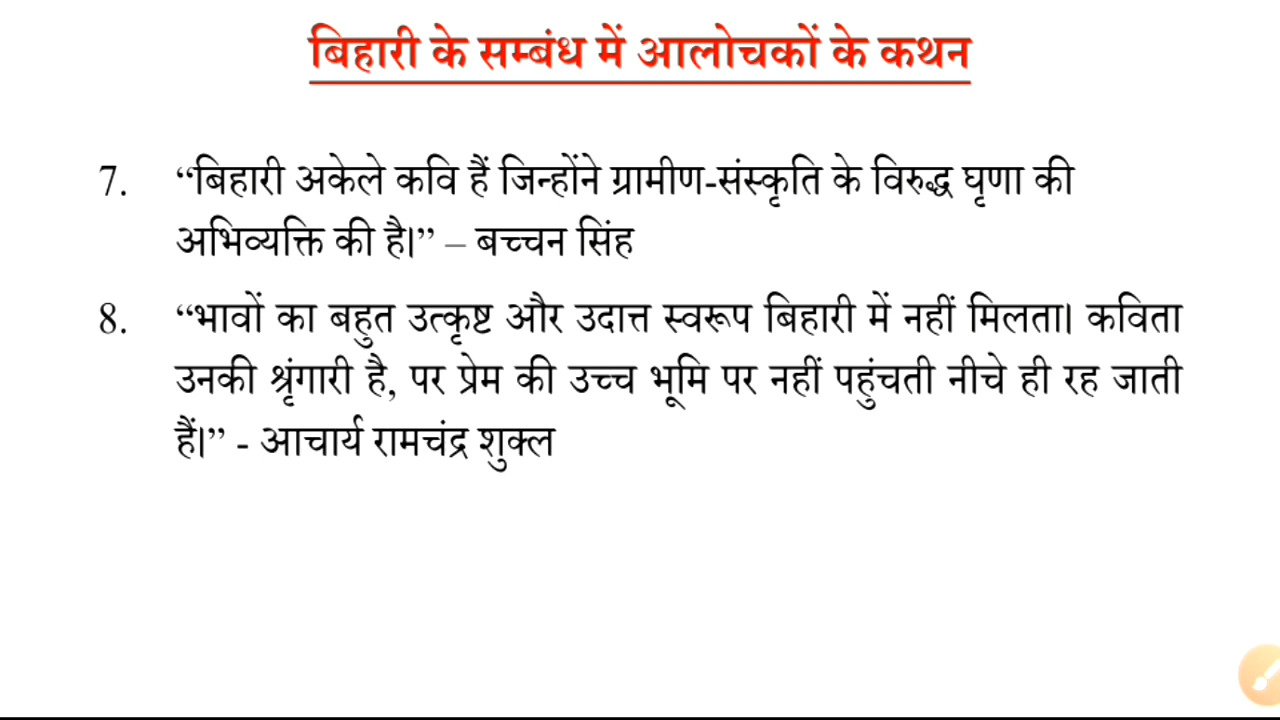 बिहारी के सम्बंध में आलोचकों के कथन
7. “बिहारी अकेले कवि हैं जिन्होंने ग्रामीण-संस्कृति के विरुद्ध घृणा की
अभिव्यक्ति की है।” – बच्चन सिंह
8. “भावों का बहुत उत्कृष्ट और उदात्त स्वरूप बिहारी में नहीं मिलता। कविता
उनकी श्रृंगारी है, पर प्रेम की उच्च भूमि पर नहीं पहुंचती नीचे ही रह जाती
हैं।” - आचार्य रामचंद्र शुक्ल